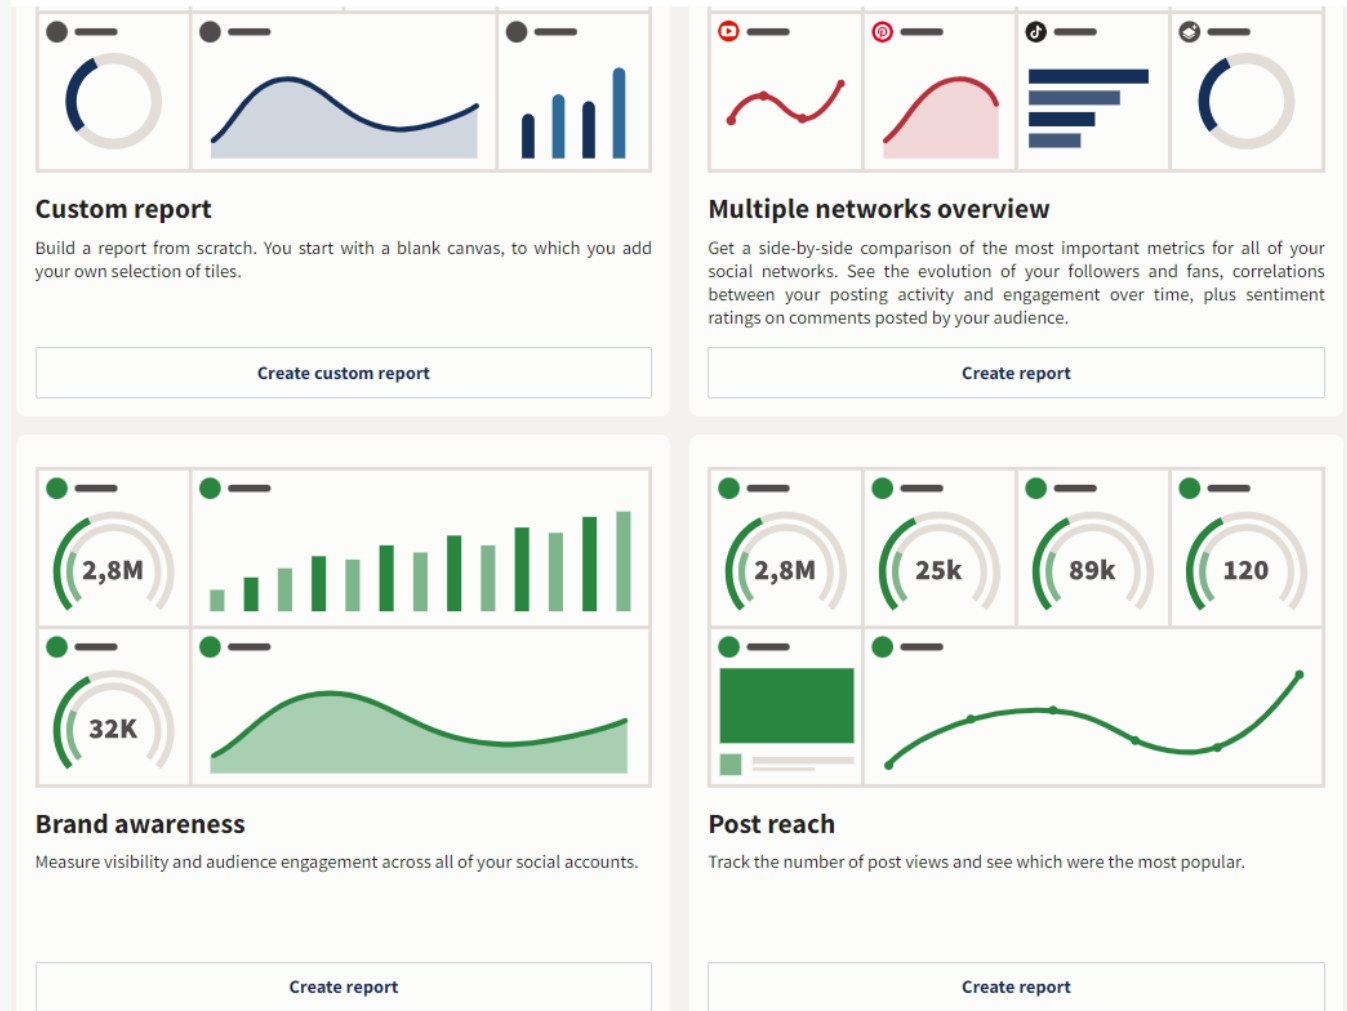 Custom report
Build a report from scratch. You start with a blank canvas, to which you add
your own selection of tiles.
Create custom report
Multiple networks overview
Get a side-by-side comparison of the most important metrics for all of your
social networks. See the evolution of your followers and fans, correlations
between your posting activity and engagement over time, plus sentiment
ratings on comments posted by your audience.
Create report
2,8M
32K
Brand awareness
Measure visibility and audience engagement across all of your social accounts.
Create report
2,8M
25k
89k
120
Post reach
Track the number of post views and see which were the most popular.
Create report